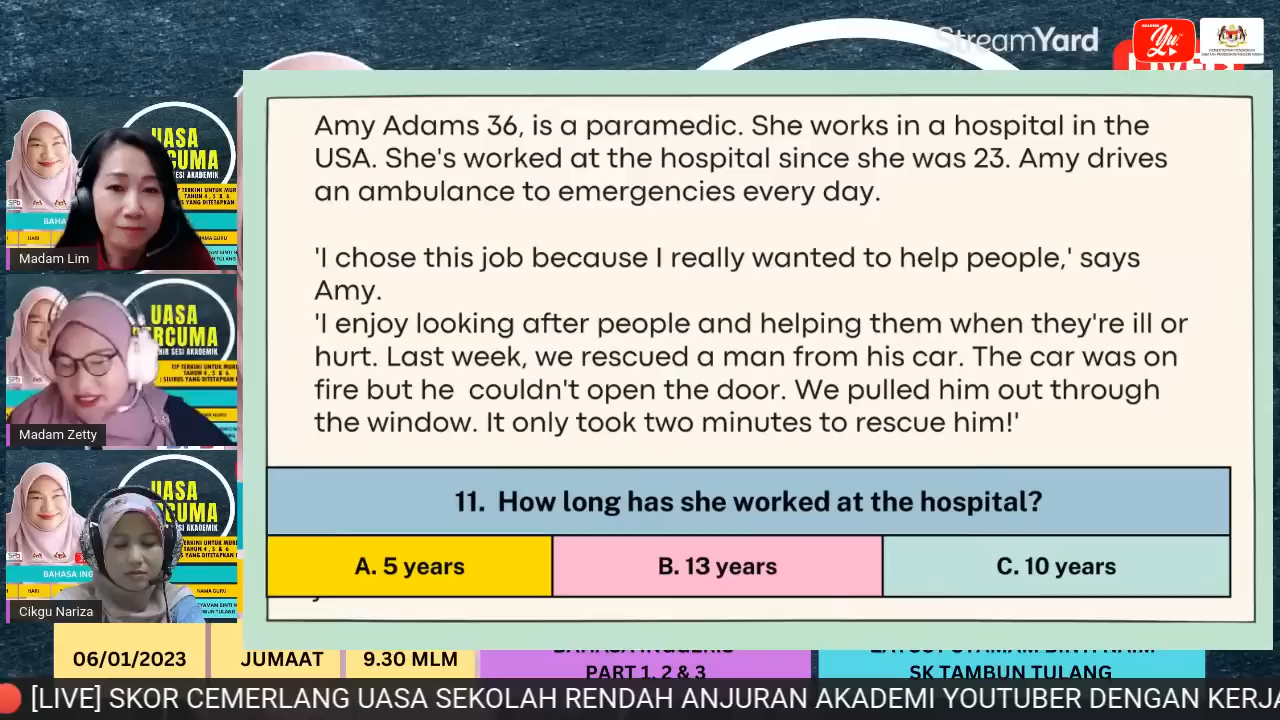 StreamYard
Amy Adams 36, is a paramedic. She works in a hospital in the
USA. She's worked at the hospital since she was 23. Amy drives
an ambulance to emergencies every day.
'I chose this job because I really wanted to help people,' says
Amy.
'I enjoy looking after people and helping them when they're ill or
hurt. Last week, we rescued a man from his car. The car was on
fire but he couldn't open the door. We pulled him out through
the window. It only took two minutes to rescue him!'
11. How long has she worked at the hospital?
A. 5 years
B. 13 years
C. 10 years
Madam Lim
Madam Zetty
Cikgu Nariza
06/01/2023
JUMAAT
9.30 MLM
PART 1, 2 & 3
SK TAMBUN TULANG
[LIVE] SKOR CEMERLANG UASA SEKOLAH RENDAH ANJURAN AKADEMI YOUTUBER DENGAN